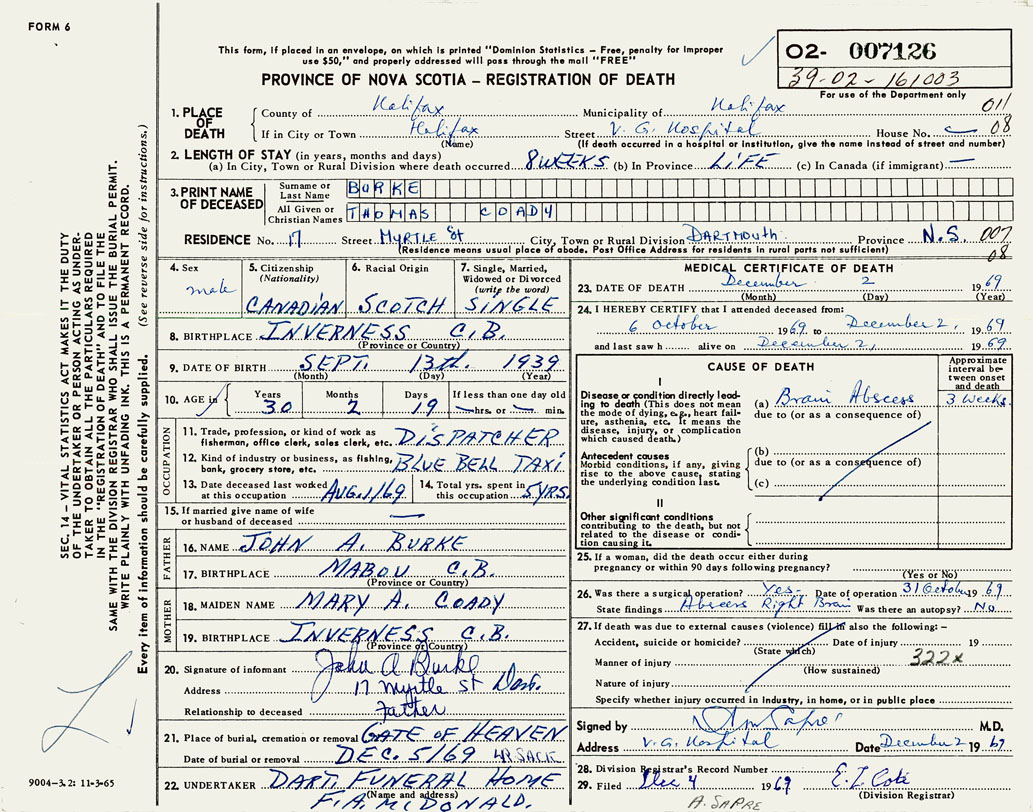 FORM 6
This form, if placed in an envelope, on which is printed "Dominion Statistics – Free, penalty for improper
use $50," and properly addressed will pass through the mail "FREE"
PROVINCE OF NOVA SCOTIA – REGISTRATION OF DEATH
02- 007126
39-02-161003
For use of the Department only
011
08
1. PLACE OF DEATH
County of Halifax Municipality of Halifax
If in City or Town Halifax Street V. G. Hospital House No. —
(Name) (If death occurred in a hospital or institution, give the name instead of street and number)
2. LENGTH OF STAY (in years, months and days)
(a) In City, Town or Rural Division where death occurred 8 WEEKS (b) In Province LIFE (c) In Canada (if immigrant) —
3. PRINT NAME OF DECEASED
Surname or Last Name BURKE
All Given or Christian Names THOMAS COADY
RESIDENCE No. 17 Street MYRTLE St City, Town or Rural Division DARTMOUTH Province N.S. 007
(Residence means usual place of abode. Post Office Address for residents in rural parts not sufficient) 08
4. Sex
male
5. Citizenship
(Nationality)
CANADIAN
6. Racial Origin
SCOTCH
7. Single, Married,
Widowed or Divorced
(write the word)
SINGLE
8. BIRTHPLACE INVERNESS C.B.
(Province or Country)
9. DATE OF BIRTH SEPT. 13th. 1939
(Month) (Day) (Year)
10. AGE in Years Months Days If less than one day old
30 2 19 — hrs. or — min.
OCCUPATION
11. Trade, profession, or kind of work as
fisherman, office clerk, sales clerk, etc. DISPATCHER
12. Kind of industry or business, as fishing,
bank, grocery store, etc. BLUE BELL TAXI
13. Date deceased last worked
at this occupation AUG.1/69
14. Total yrs. spent in
this occupation 5 YRS.
15. If married give name of wife
or husband of deceased —
FATHER
16. NAME JOHN A. BURKE
17. BIRTHPLACE MABOU C.B.
(Province or Country)
MOTHER
18. MAIDEN NAME MARY A. COADY
19. BIRTHPLACE INVERNESS C.B.
(Province or Country)
20. Signature of informant John A Burke
Address 17 Myrtle St Dart.
Relationship to deceased Father
21. Place of burial, cremation or removal GATE OF HEAVEN
Date of burial or removal DEC. 5/69 LR. SACK.
22. UNDERTAKER DART. FUNERAL HOME
(Name and address)
F. A. McDONALD.
MEDICAL CERTIFICATE OF DEATH
23. DATE OF DEATH December 2 1969
(Month) (Day) (Year)
24. I HEREBY CERTIFY that I attended deceased from:
6 October 1969 to December 2, 1969
and last saw h alive on December 2, 1969
CAUSE OF DEATH
Approximate
interval be-
tween onset
and death
I
Disease or condition directly lead-
ing to death (This does not mean
the mode of dying, e.g., heart fail-
ure, asthenia, etc. It means the
disease, injury, or complication
which caused death.)
(a) Brain Abscess 3 Weeks.
due to (or as a consequence of)
Antecedent causes
Morbid conditions, if any, giving
rise to the above cause, stating
the underlying condition last.
(b)
due to (or as a consequence of)
(c)
II
Other significant conditions
contributing to the death, but not
related to the disease or condi-
tion causing it.
25. If a woman, did the death occur either during
pregnancy or within 90 days following pregnancy?
(Yes or No)
26. Was there a surgical operation? Yes. Date of operation 31 October 1969
State findings Abscess Right Brain Was there an autopsy? No
27. If death was due to external causes (violence) fill in also the following: –
Accident, suicide or homicide? Date of injury 19
(State which)
Manner of injury 322x
(How sustained)
Nature of injury
Specify whether injury occurred in industry, in home, or in public place
Signed by M.D.
Address V. G. Hospital Date December 2 1969
28. Division Registrar's Record Number
29. Filed Dec 4 1969 E. L. Cote
(Division Registrar)
A. SAPRE
SEC. 14 – VITAL STATISTICS ACT MAKES IT THE DUTY
OF THE UNDERTAKER OR PERSON ACTING AS UNDER-
TAKER TO OBTAIN ALL THE PARTICULARS REQUIRED
IN THE "REGISTRATION OF DEATH" AND TO FILE THE
SAME WITH THE DIVISION REGISTRAR WHO SHALL ISSUE THE BURIAL PERMIT.
WRITE PLAINLY WITH UNFADING INK. THIS IS A PERMANENT RECORD.
Every item of information should be carefully supplied. (See reverse side for instructions.)
9004-3.2: 11-3-65